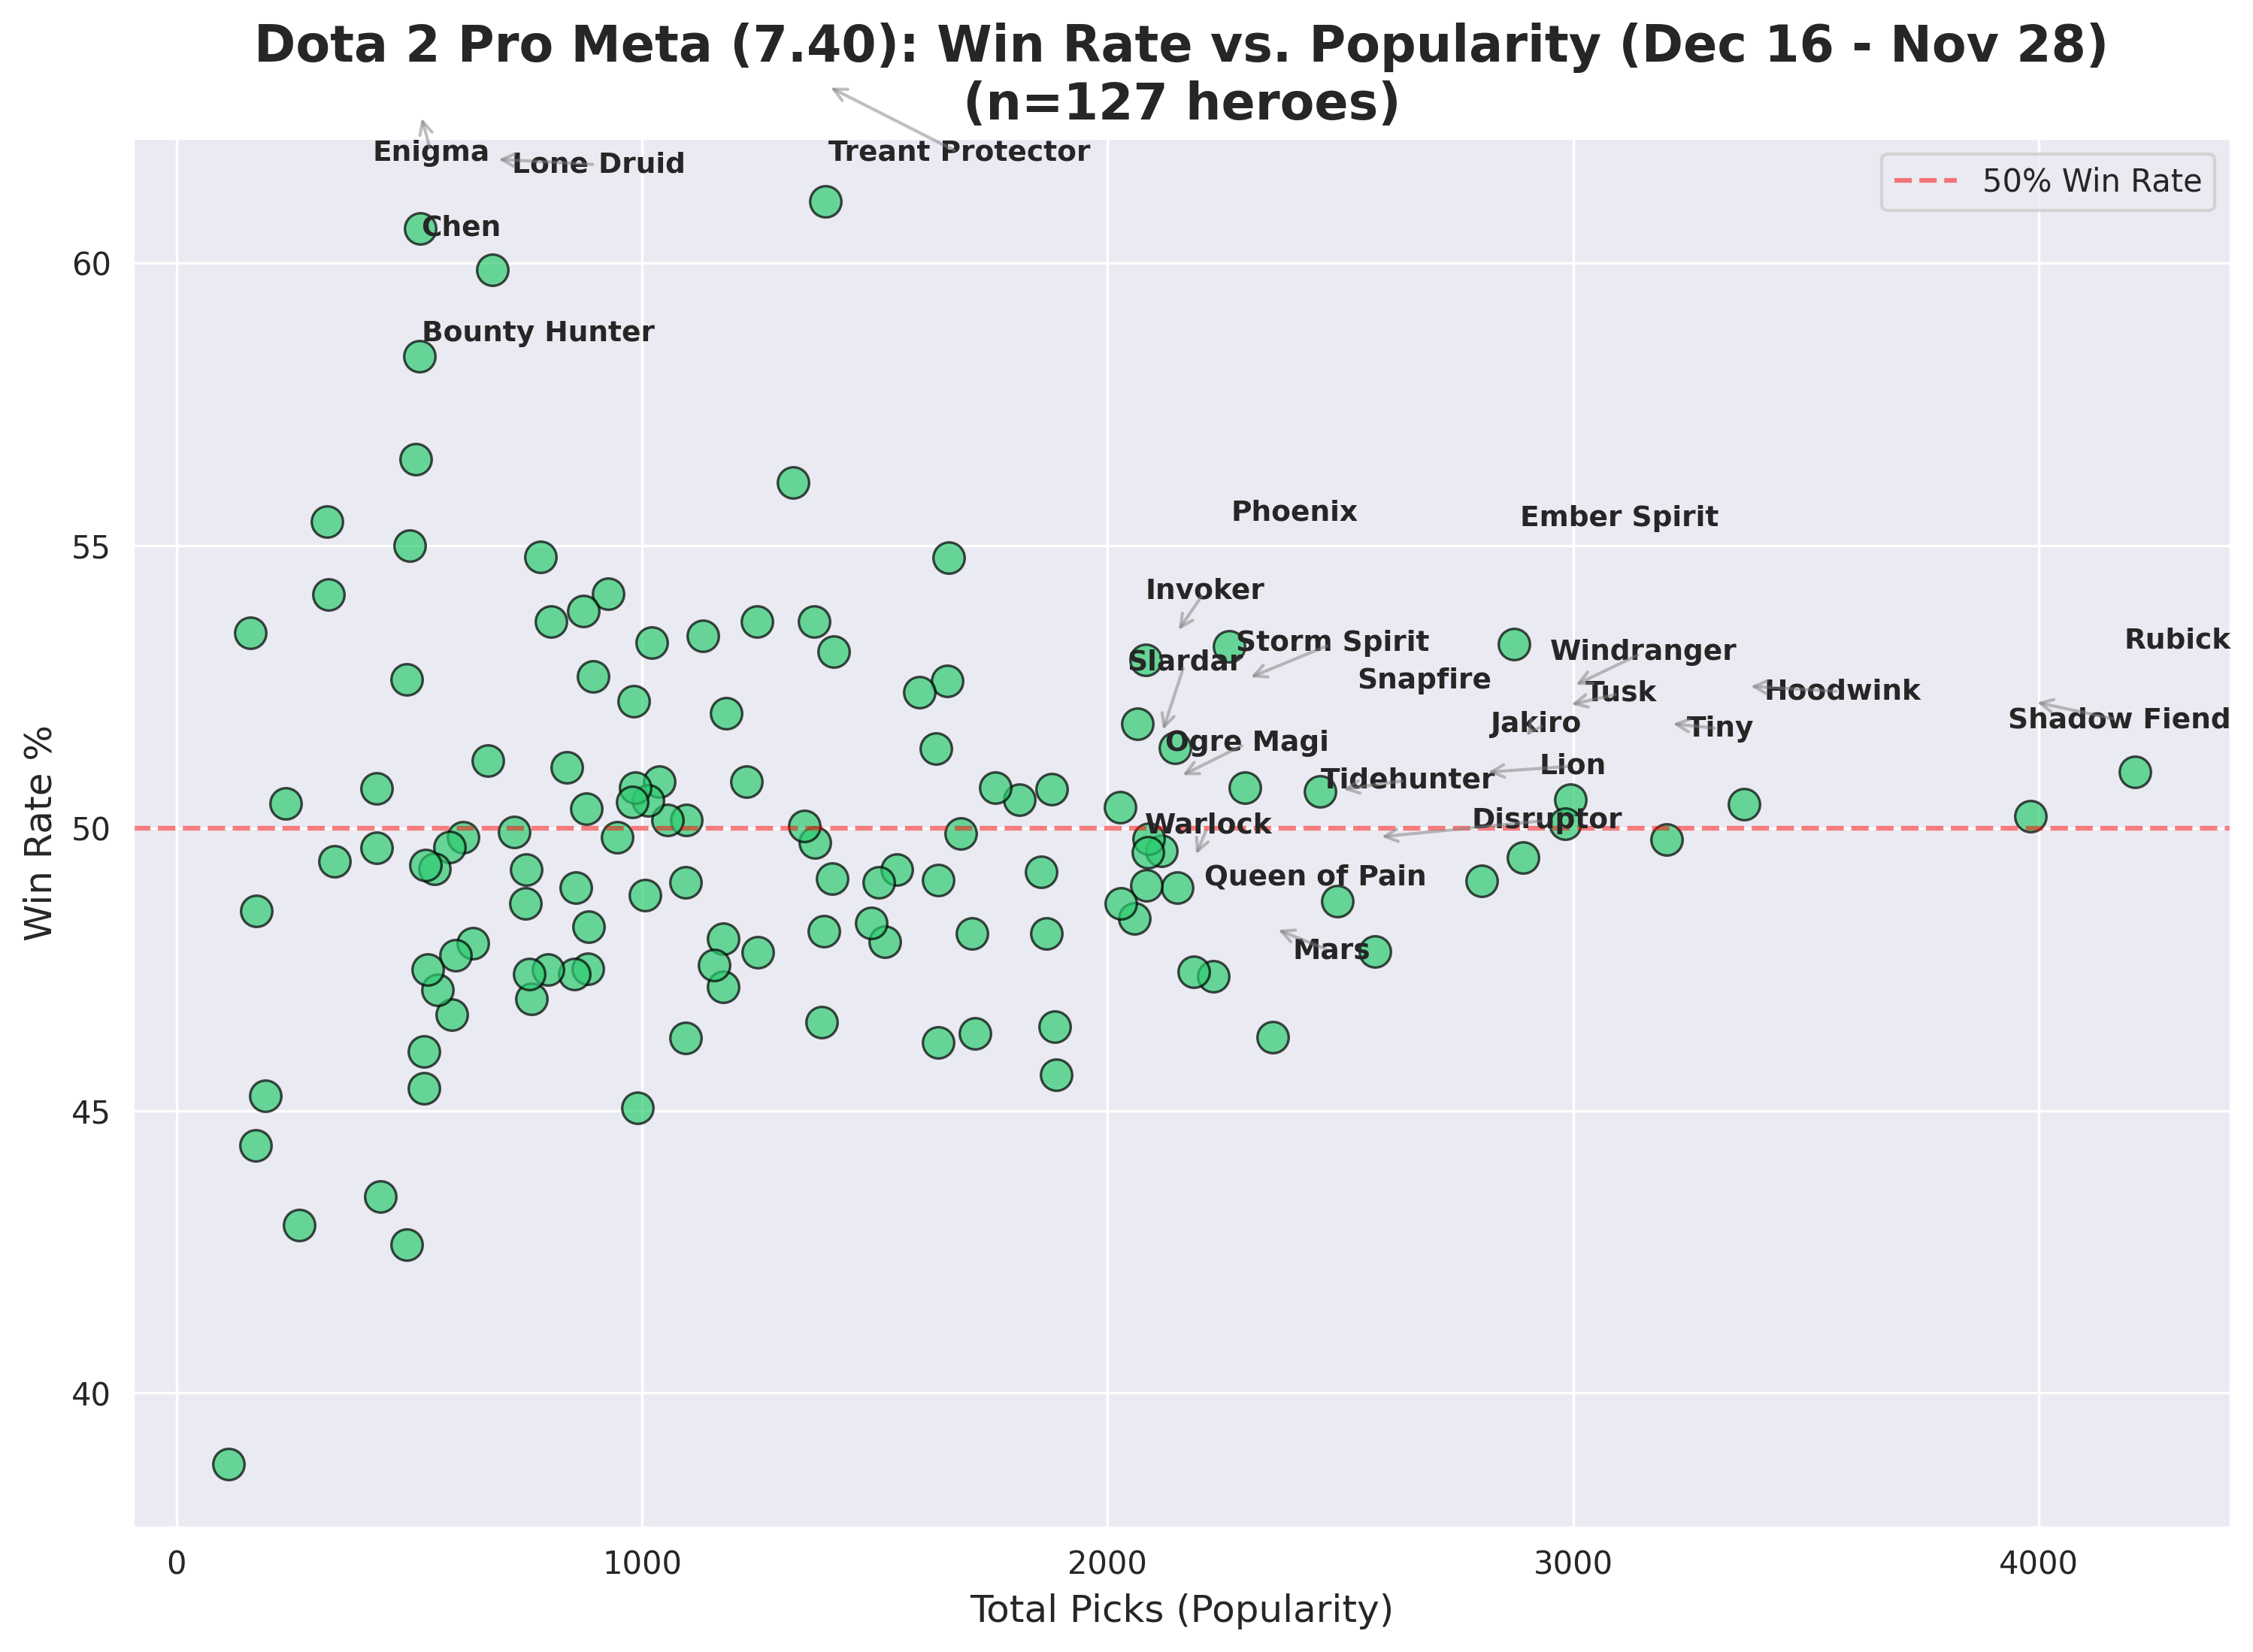 Dota 2 Pro Meta (7.40): Win Rate vs. Popularity (Dec 16 - Nov 28)
(n=127 heroes)
Enigma
Lone Druid
Treant Protector
50% Win Rate
Chen
60
Bounty Hunter
Phoenix
Ember Spirit
55
Invoker
Rubick
Storm Spirit
Windranger
Slardar
Snapfire
Tusk
Hoodwink
Shadow Fiend
Jakiro
Tiny
Ogre Magi
Lion
Tidehunter
Disruptor
Warlock
50
Queen of Pain
Mars
45
40
Win Rate %
0
1000
2000
3000
4000
Total Picks (Popularity)